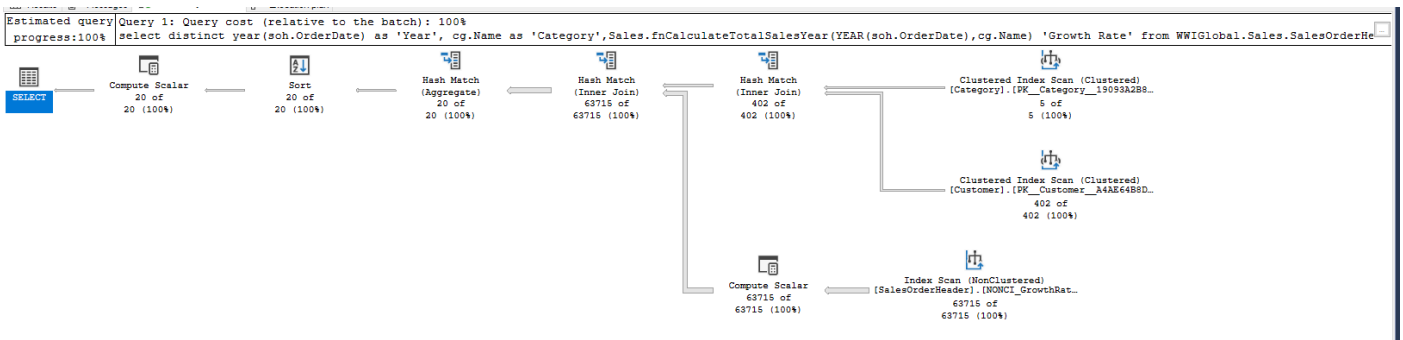 Estimated query
progress:100%
Query 1: Query cost (relative to the batch): 100%
select distinct year(soh.OrderDate) as 'Year', cg.Name as 'Category',Sales.fnCalculateTotalSalesYear(YEAR(soh.OrderDate),cg.Name) 'Growth Rate' from WWIGlobal.Sales.SalesOrderHe
...
SELECT
Compute Scalar
20 of
20 (100%)
Sort
20 of
20 (100%)
Hash Match
(Aggregate)
20 of
20 (100%)
Hash Match
(Inner Join)
63715 of
63715 (100%)
Hash Match
(Inner Join)
402 of
402 (100%)
Clustered Index Scan (Clustered)
[Category].[PK__Category__19093A2B8…
5 of
5 (100%)
Clustered Index Scan (Clustered)
[Customer].[PK__Customer__A4AE64B8D…
402 of
402 (100%)
Compute Scalar
63715 of
63715 (100%)
Index Scan (NonClustered)
[SalesOrderHeader].[NONCI_GrowthRat…
63715 of
63715 (100%)